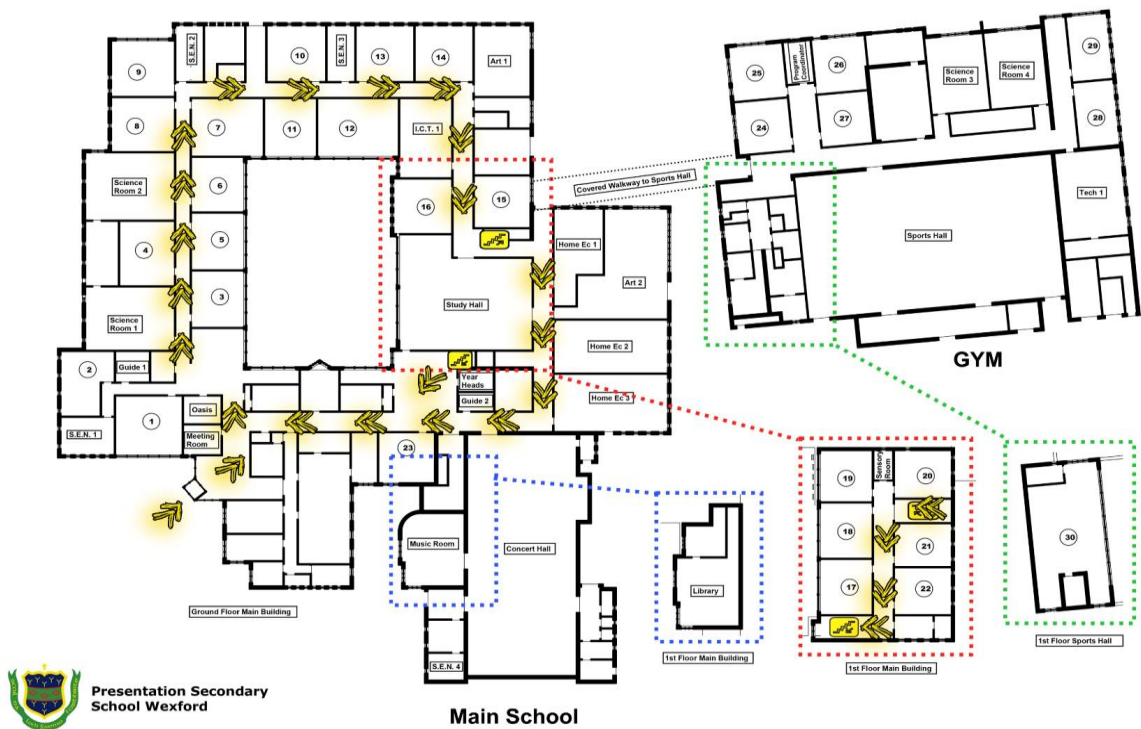 S.E.N. 2
10
S.E.N. 3
13
14
Art 1
9
8
7
11
12
I.C.T. 1
Science
Room 2
6
16
15
Covered Walkway to Sports Hall
4
5
Home Ec 1
Art 2
3
Study Hall
Science
Room 1
Home Ec 2
2
Guide 1
Year
Heads
Guide 2
Home Ec 3
Oasis
1
S.E.N. 1
Meeting
Room
23
Music Room
Concert Hall
S.E.N. 4
Ground Floor Main Building
Library
1st Floor Main Building
25
Program
Coordinator
26
Science
Room 3
Science
Room 4
29
24
27
28
Tech 1
Sports Hall
GYM
19
Sensory
Room
20
18
21
17
22
1st Floor Main Building
30
1st Floor Sports Hall
Presentation Secondary
School Wexford
Main School